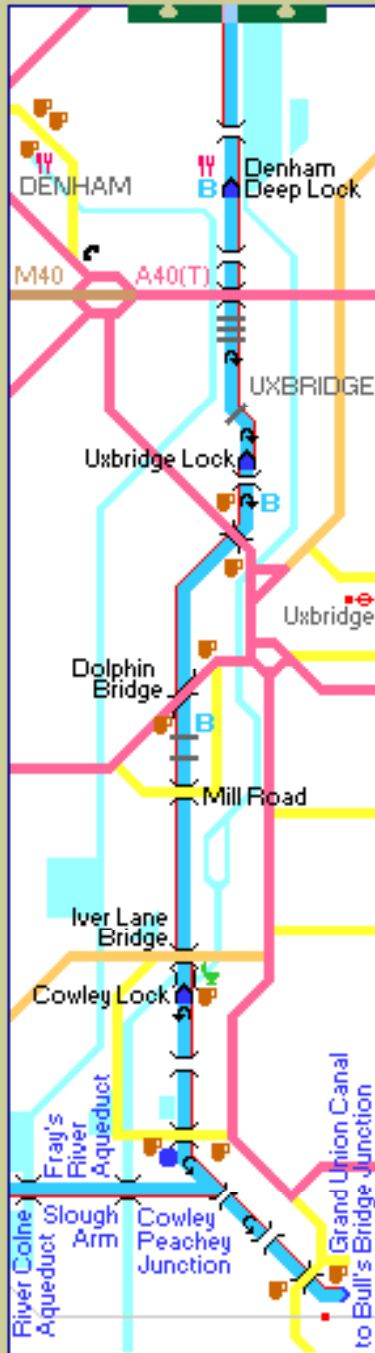 Denham
Deep Lock
B
DENHAM
M40
A40(T)
UXBRIDGE
Uxbridge Lock
B
Uxbridge
Dolphin
Bridge
B
Mill Road
Iver Lane
Bridge
Cowley Lock
Fray's
River
Aqueduct
River Colne
Aqueduct
Slough
Arm
Cowley
Peachey
Junction
Grand Union Canal
to Bull's Bridge Junction